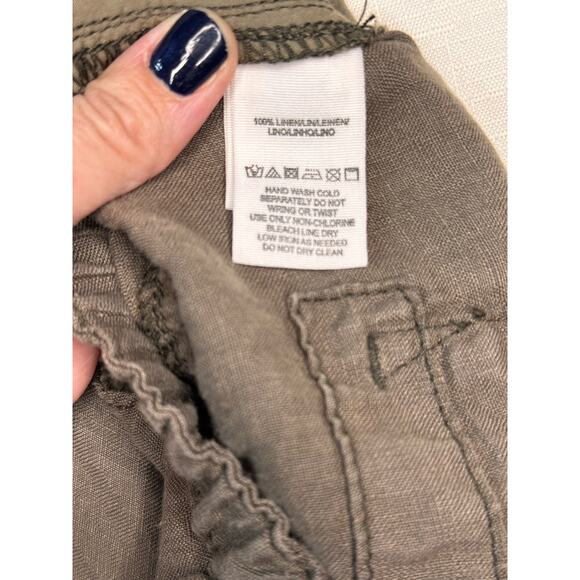 100% LINEN/LIN/LEINEN/
LINO/LINHO/LINO
HAND WASH COLD
SEPARATELY DO NOT
WRING OR TWIST
USE ONLY NON-CHLORINE
BLEACH LINE DRY
LOW IRON AS NEEDED
DO NOT DRY CLEAN